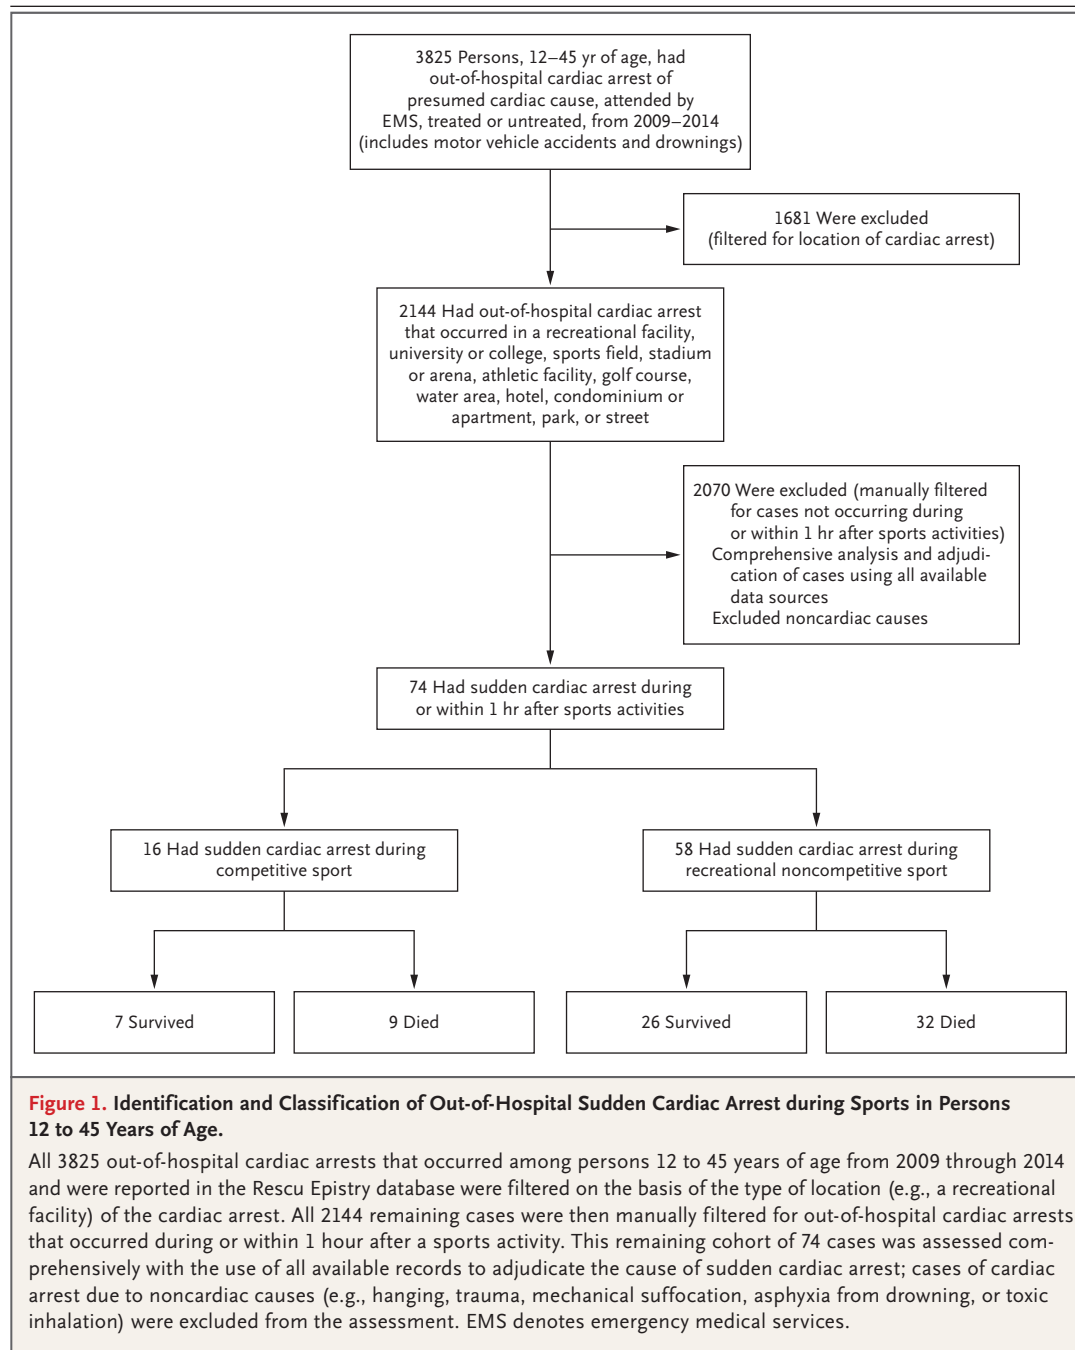 3825 Persons, 12–45 yr of age, had
out-of-hospital cardiac arrest of
presumed cardiac cause, attended by
EMS, treated or untreated, from 2009–2014
(includes motor vehicle accidents and drownings)
1681 Were excluded
(filtered for location of cardiac arrest)
2144 Had out-of-hospital cardiac arrest
that occurred in a recreational facility,
university or college, sports field, stadium
or arena, athletic facility, golf course,
water area, hotel, condominium or
apartment, park, or street
2070 Were excluded (manually filtered
for cases not occurring during
or within 1 hr after sports activities)
Comprehensive analysis and adjudi-
cation of cases using all available
data sources
Excluded noncardiac causes
74 Had sudden cardiac arrest during
or within 1 hr after sports activities
16 Had sudden cardiac arrest during
competitive sport
58 Had sudden cardiac arrest during
recreational noncompetitive sport
7 Survived
9 Died
26 Survived
32 Died
Figure 1. Identification and Classification of Out-of-Hospital Sudden Cardiac Arrest during Sports in Persons
12 to 45 Years of Age.
All 3825 out-of-hospital cardiac arrests that occurred among persons 12 to 45 years of age from 2009 through 2014
and were reported in the Rescu Epistry database were filtered on the basis of the type of location (e.g., a recreational
facility) of the cardiac arrest. All 2144 remaining cases were then manually filtered for out-of-hospital cardiac arrests
that occurred during or within 1 hour after a sports activity. This remaining cohort of 74 cases was assessed com-
prehensively with the use of all available records to adjudicate the cause of sudden cardiac arrest; cases of cardiac
arrest due to noncardiac causes (e.g., hanging, trauma, mechanical suffocation, asphyxia from drowning, or toxic
inhalation) were excluded from the assessment. EMS denotes emergency medical services.